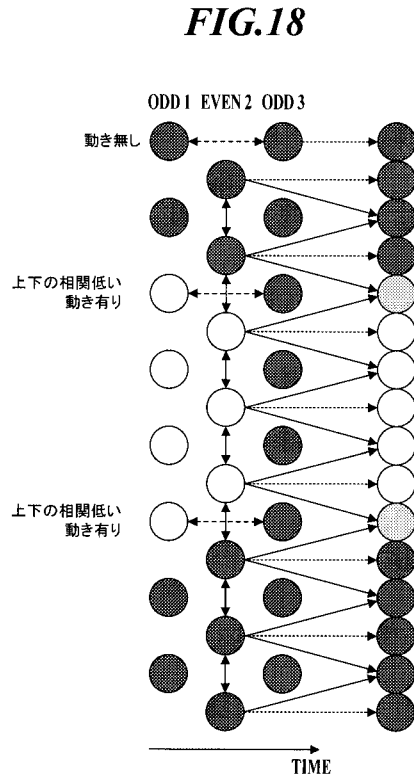 FIG.18
ODD 1 EVEN 2 ODD 3
動き無し
上下の相関低い
動き有り
上下の相関低い
動き有り
TIME